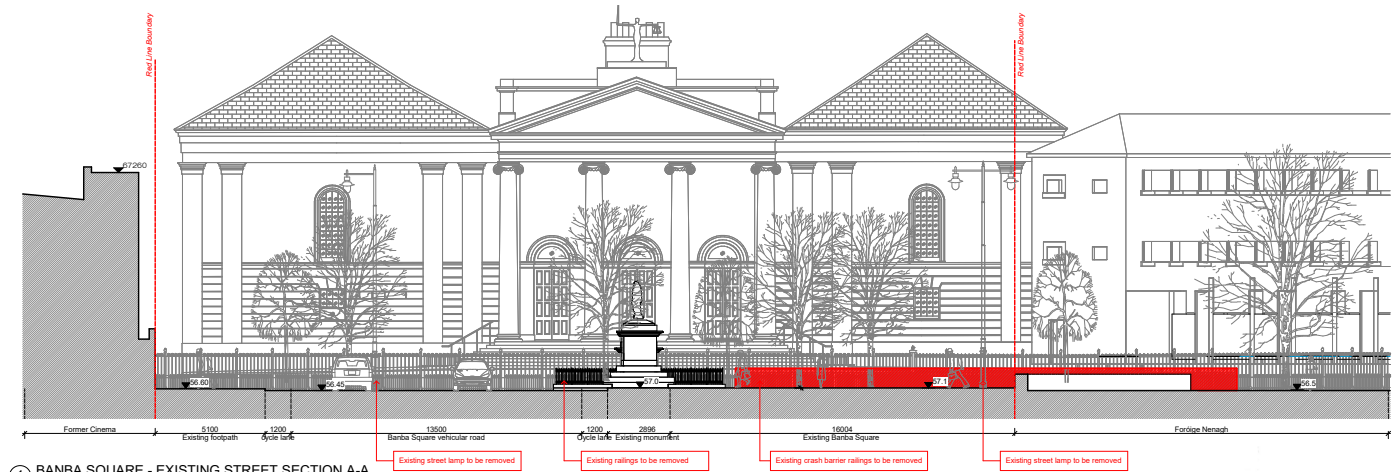 Red Line Boundary
Red Line Boundary
67260
56.60
56.45
57.0
57.1
56.5
Former Cinema
5100
Existing footpath
1200
cycle lane
13500
Banba Square vehicular road
1200
Cycle lane
2896
Existing monument
16004
Existing Banba Square
Foróige Nenagh
Existing street lamp to be removed
Existing railings to be removed
Existing crash barrier railings to be removed
Existing street lamp to be removed
BANBA SQUARE - EXISTING STREET SECTION A-A